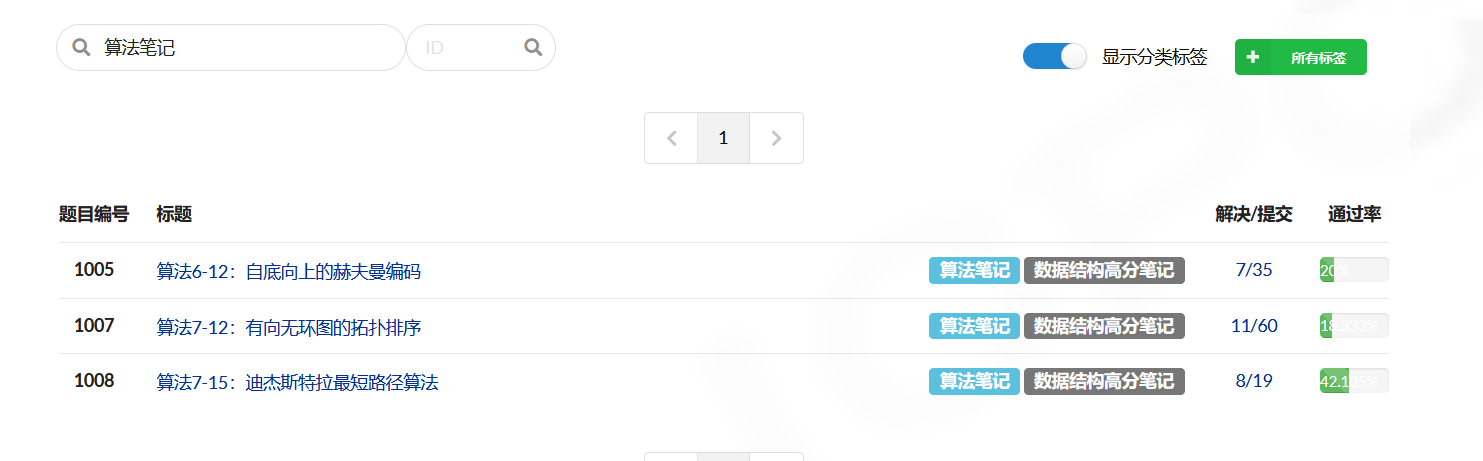 算法笔记 ID 显示分类标签 所有标签
1
题目编号 标题 解决/提交 通过率
1005 算法6-12：自底向上的赫夫曼编码 算法笔记 数据结构高分笔记 7/35 20%
1007 算法7-12：有向无环图的拓扑排序 算法笔记 数据结构高分笔记 11/60 18.333%
1008 算法7-15：迪杰斯特拉最短路径算法 算法笔记 数据结构高分笔记 8/19 42.105%